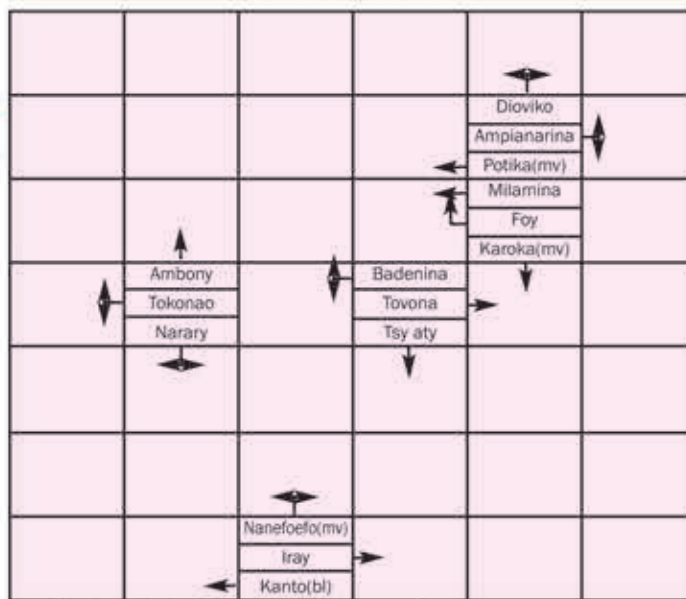 Dioviko
Ampianarina
Potika(mv)
Milamina
Foy
Karoka(mv)
Ambony
Tokonao
Narary
Badenina
Tovona
Tsy aty
Nanefoefo(mv)
Iray
Kanto(bl)